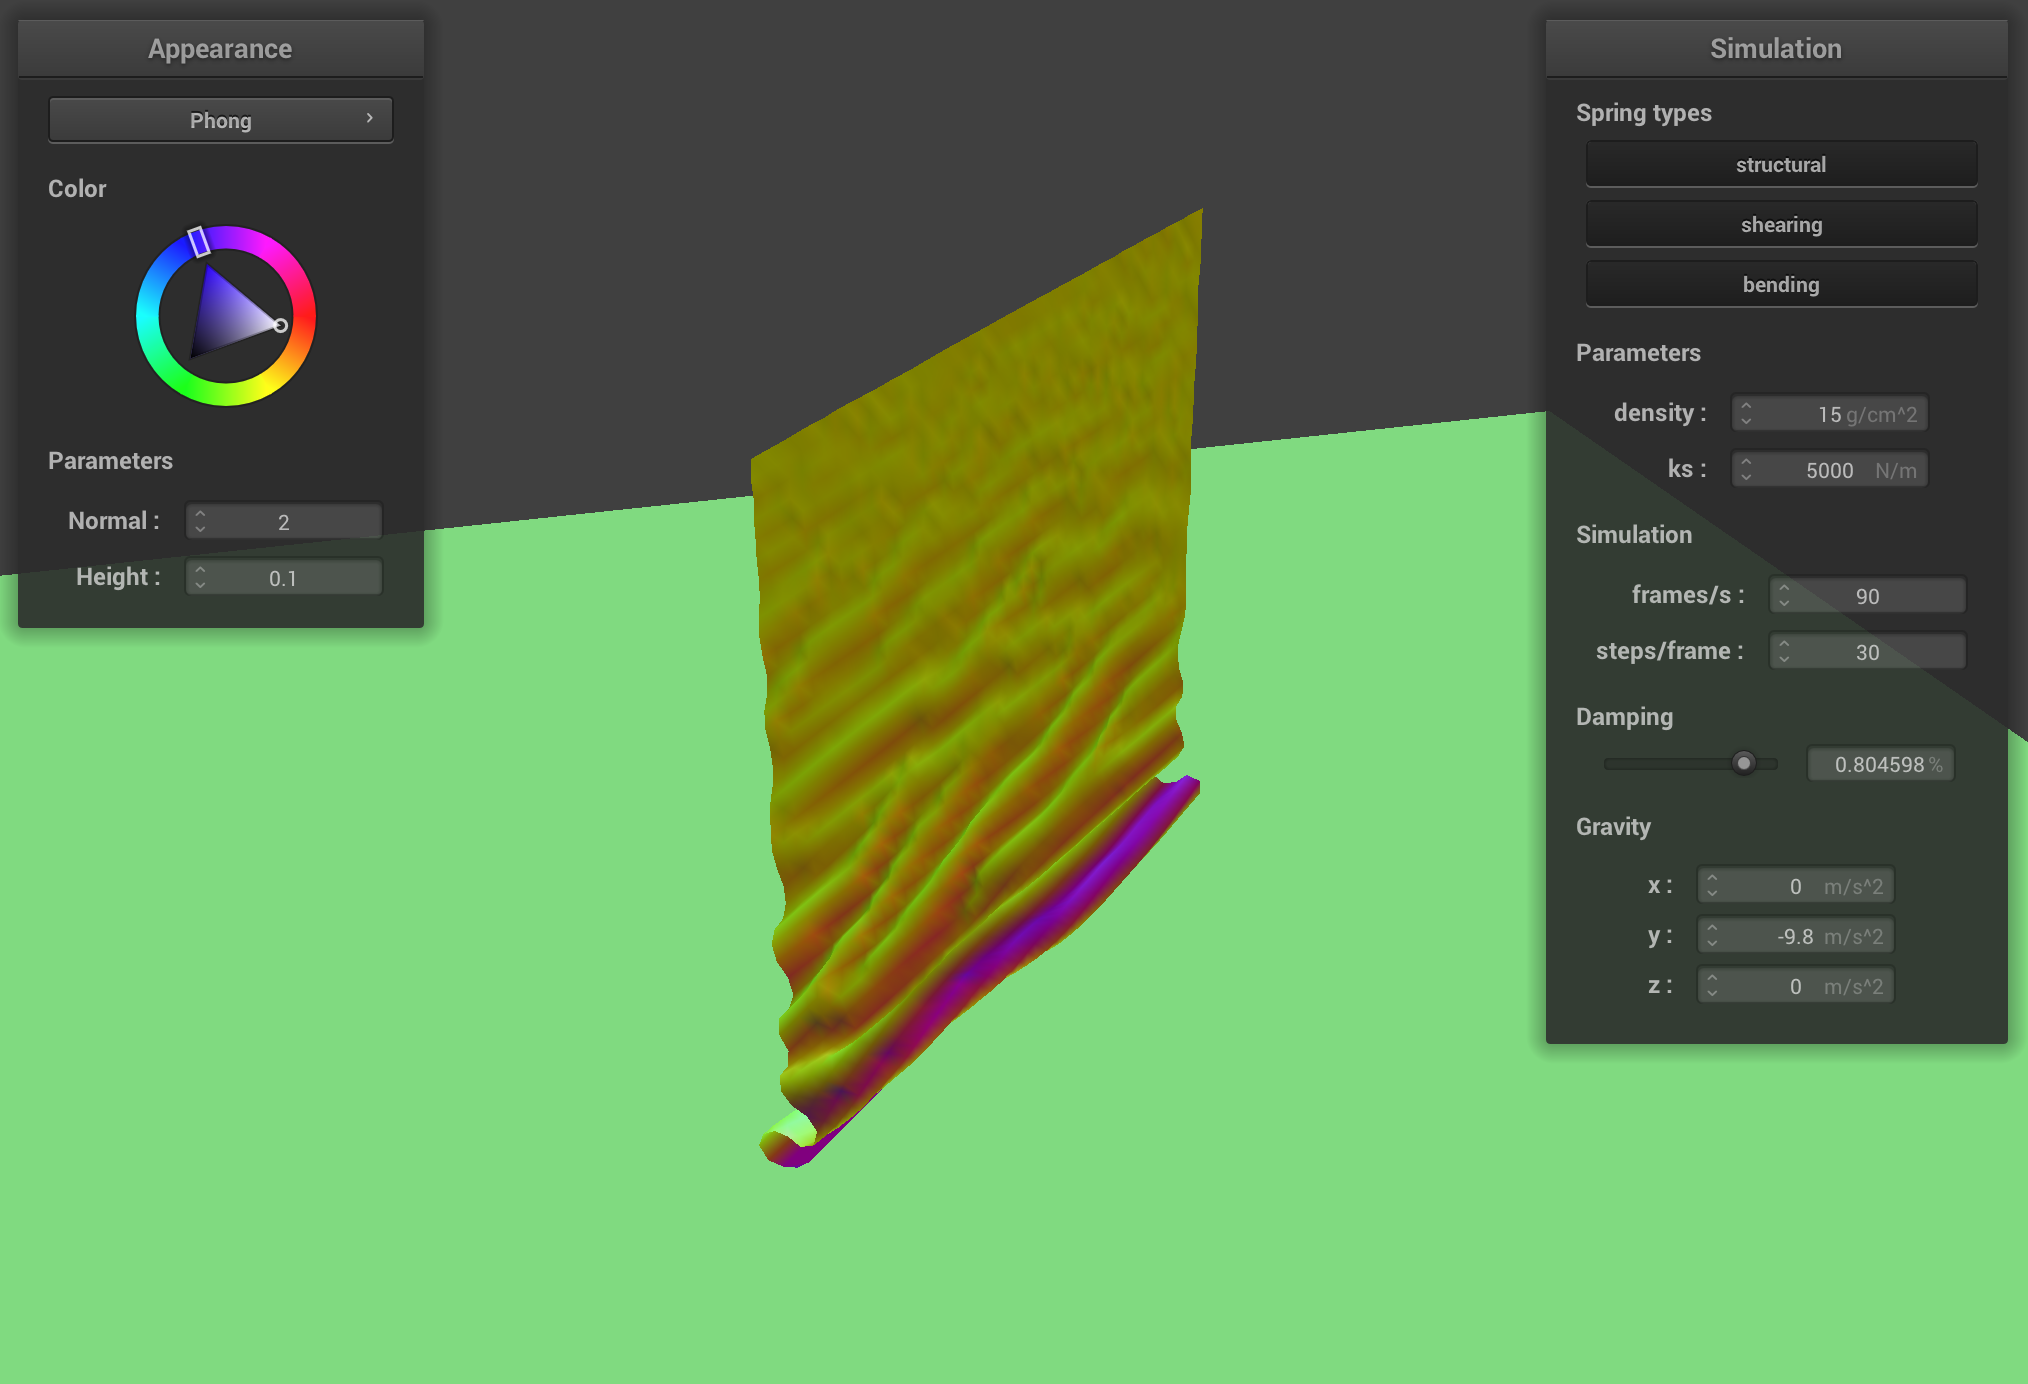 Appearance
Phong ›
Color
Parameters
Normal : 2
Height : 0.1
Simulation
Spring types
structural
shearing
bending
Parameters
density : 15 g/cm^2
ks : 5000 N/m
Simulation
frames/s : 90
steps/frame : 30
Damping
0.804598 %
Gravity
x : 0 m/s^2
y : -9.8 m/s^2
z : 0 m/s^2